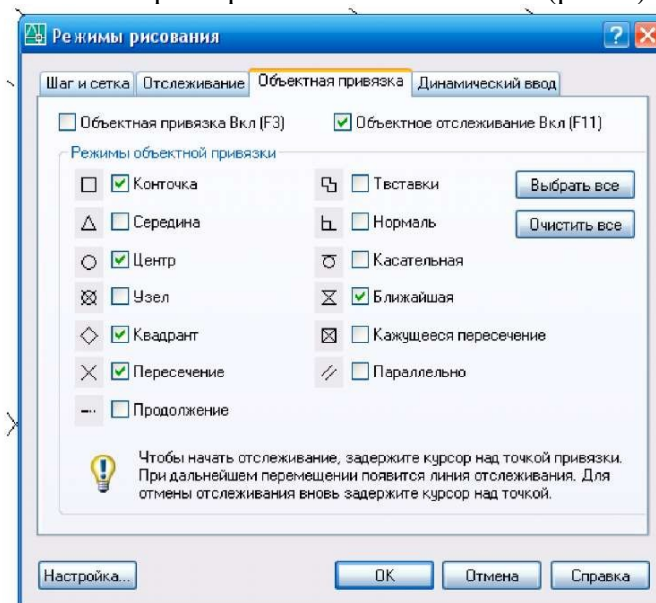 Режимы рисования
Шаг и сетка Отслеживание Объектная привязка Динамический ввод
Объектная привязка Вкл (F3) Объектное отслеживание Вкл (F11)
Режимы объектной привязки
Конточка Твставки Выбрать все
Середина Нормаль Очистить все
Центр Касательная
Узел Ближайшая
Квадрант Кажущееся пересечение
Пересечение Параллельно
Продолжение
Чтобы начать отслеживание, задержите курсор над точкой привязки.
При дальнейшем перемещении появится линия отслеживания. Для
отмены отслеживания вновь задержите курсор над точкой.
Настройка... OK Отмена Справка